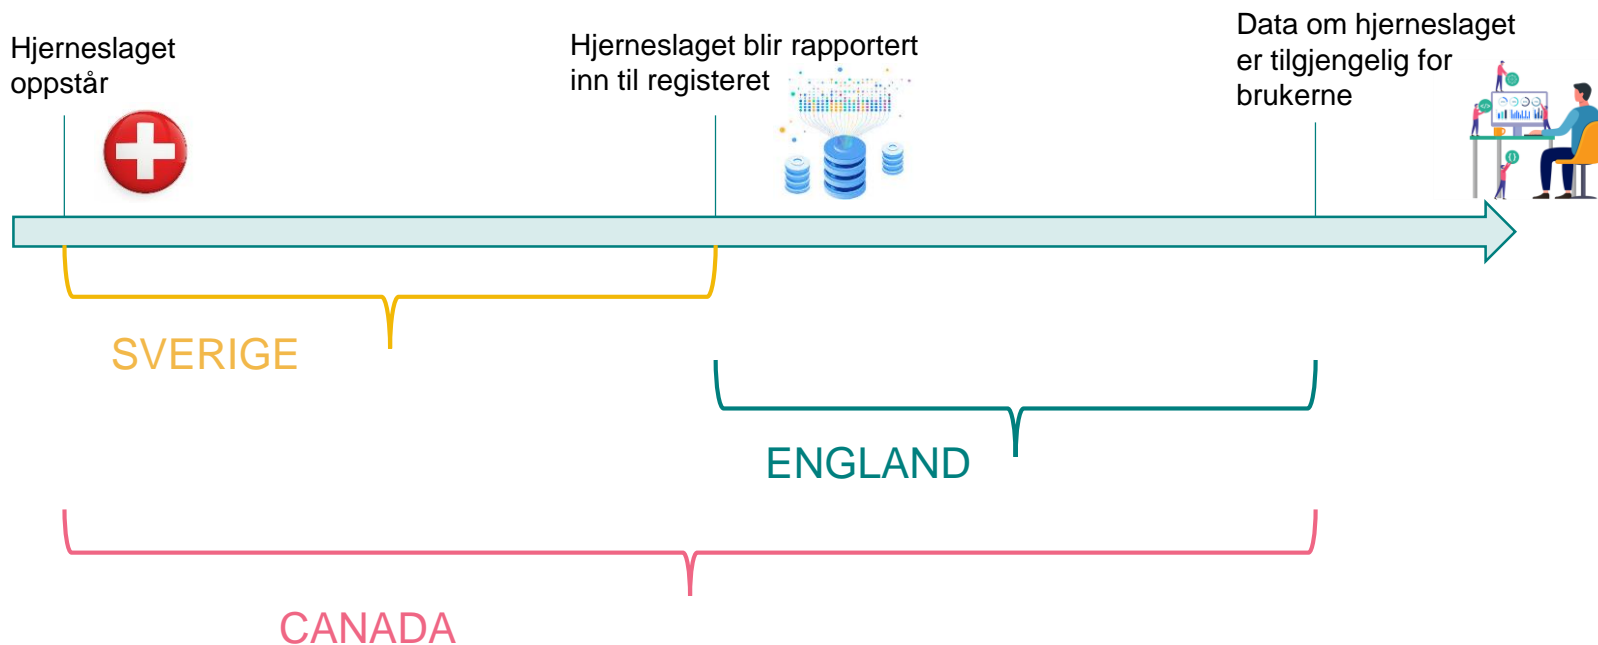 Hjerneslaget
oppstår
Hjerneslaget blir rapportert
inn til registeret
Data om hjerneslaget
er tilgjengelig for
brukerne
SVERIGE
ENGLAND
CANADA